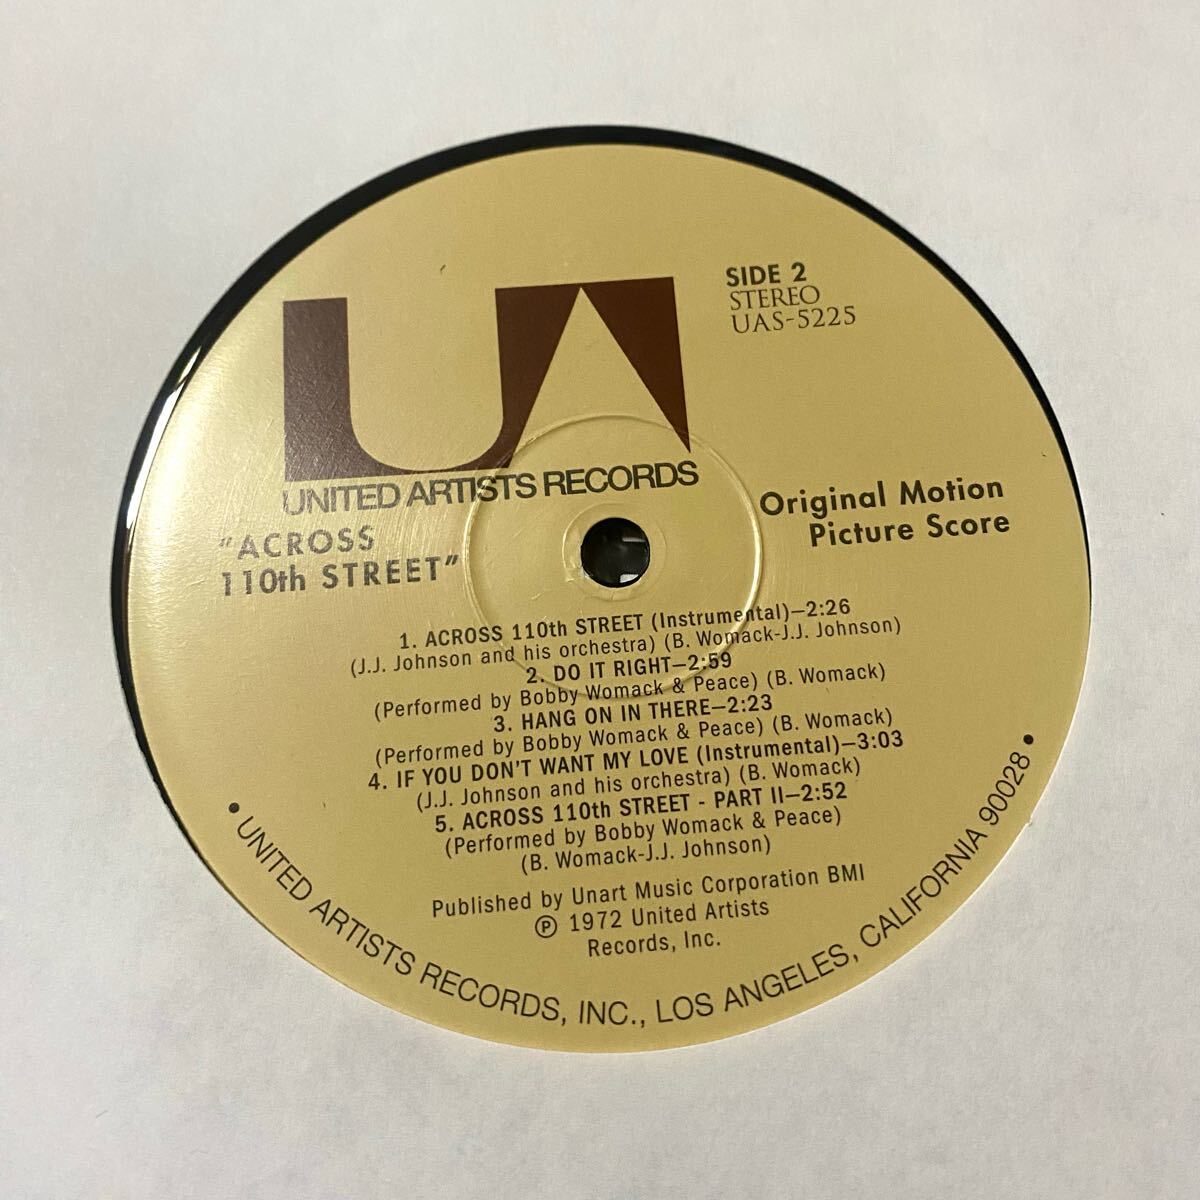 SIDE 2
STEREO
UAS-5225
UA
UNITED ARTISTS RECORDS
"ACROSS
110th STREET"
Original Motion
Picture Score
1. ACROSS 110th STREET (Instrumental)—2:26
(J.J. Johnson and his orchestra) (B. Womack-J.J. Johnson)
2. DO IT RIGHT—2:59
(Performed by Bobby Womack & Peace) (B. Womack)
3. HANG ON IN THERE—2:23
(Performed by Bobby Womack & Peace) (B. Womack)
4. IF YOU DON'T WANT MY LOVE (Instrumental)—3:03
(J.J. Johnson and his orchestra) (B. Womack)
5. ACROSS 110th STREET - PART II—2:52
(Performed by Bobby Womack & Peace)
(B. Womack-J.J. Johnson)
Published by Unart Music Corporation BMI
℗ 1972 United Artists
Records, Inc.
• UNITED ARTISTS RECORDS, INC., LOS ANGELES, CALIFORNIA 90028 •